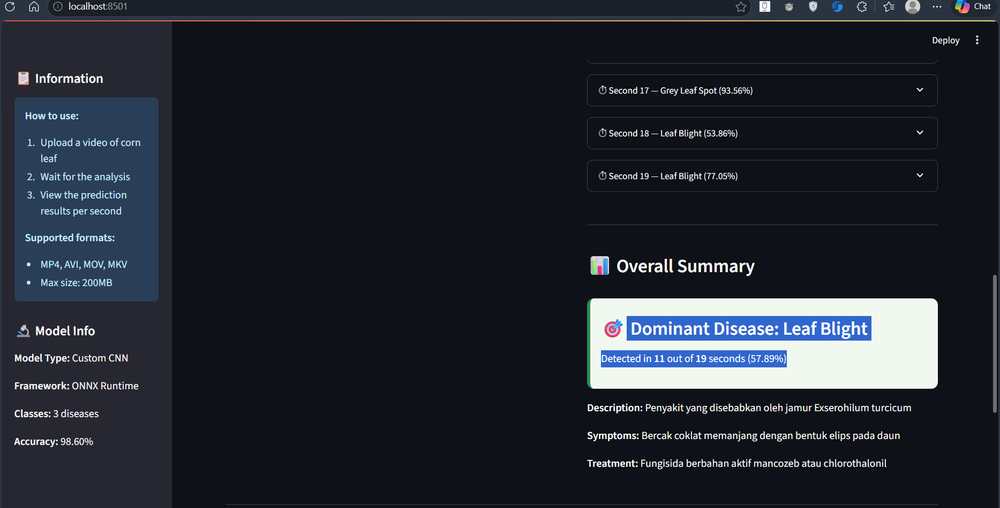 localhost:8501
Chat
Deploy
Information
How to use:
1. Upload a video of corn
leaf
2. Wait for the analysis
3. View the prediction
results per second
Supported formats:
• MP4, AVI, MOV, MKV
• Max size: 200MB
Model Info
Model Type: Custom CNN
Framework: ONNX Runtime
Classes: 3 diseases
Accuracy: 98.60%
Second 17 — Grey Leaf Spot (93.56%)
Second 18 — Leaf Blight (53.86%)
Second 19 — Leaf Blight (77.05%)
Overall Summary
Dominant Disease: Leaf Blight
Detected in 11 out of 19 seconds (57.89%)
Description: Penyakit yang disebabkan oleh jamur Exserohilum turcicum
Symptoms: Bercak coklat memanjang dengan bentuk elips pada daun
Treatment: Fungisida berbahan aktif mancozeb atau chlorothalonil